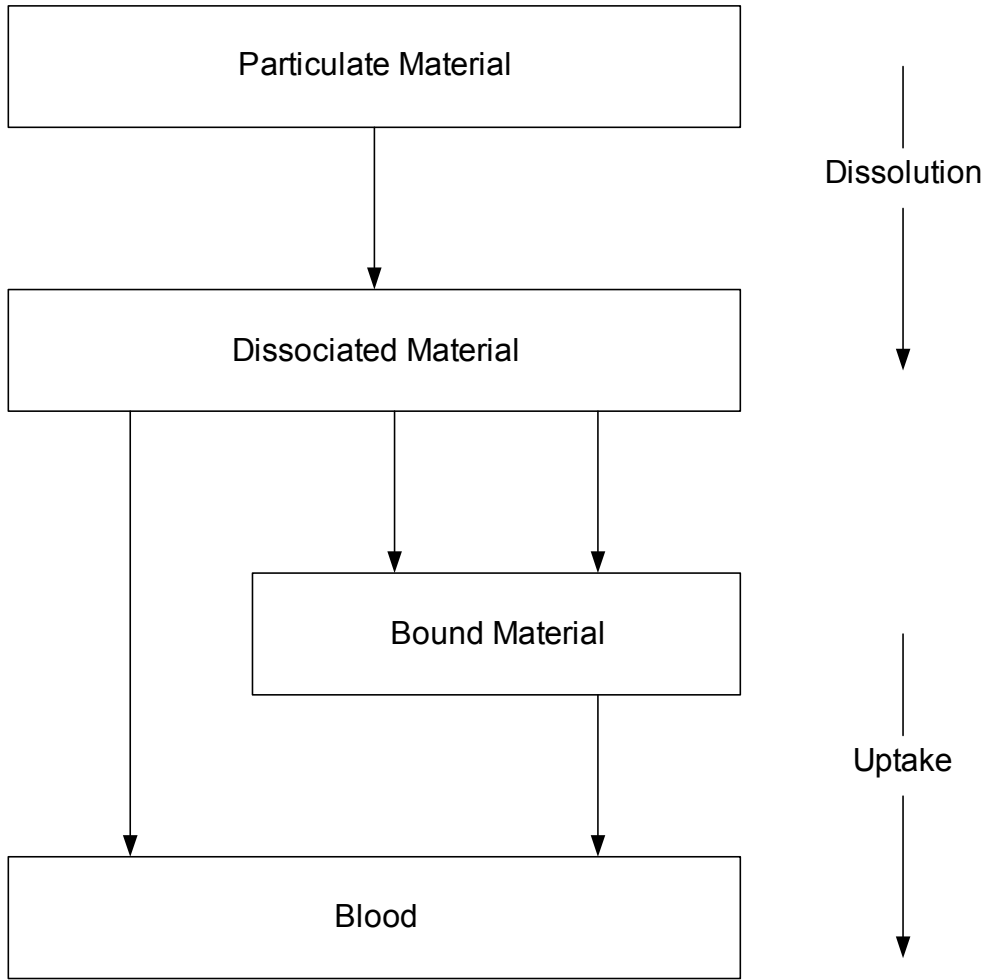 Particulate Material
Dissolution
Dissociated Material
Bound Material
Uptake
Blood